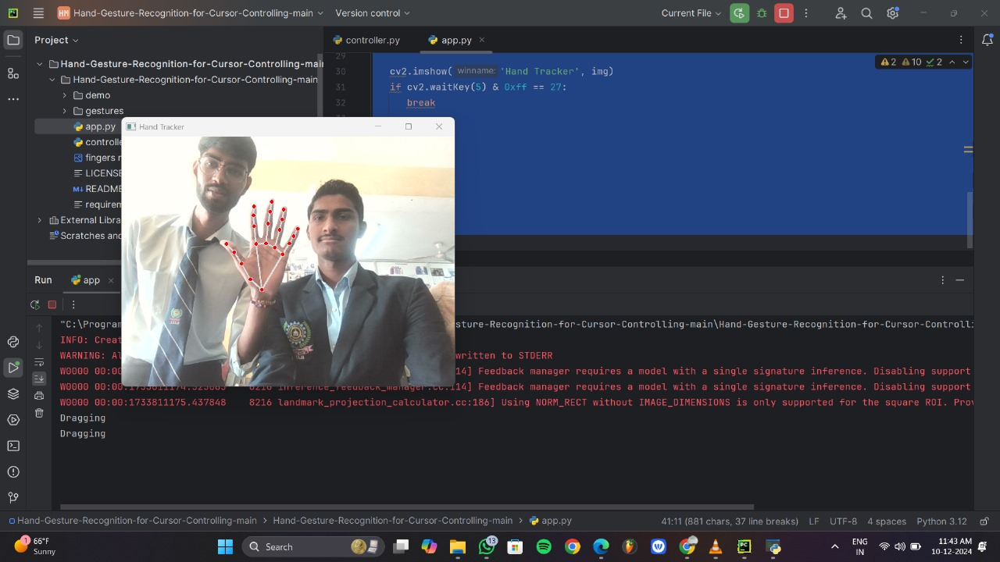 HM Hand-Gesture-Recognition-for-Cursor-Controlling-main Version control Current File
Project
controller.py app.py
Hand-Gesture-Recognition-for-Cursor-Controlling-main
Hand-Gesture-Recognition-for-Cursor-Controlling-main
demo
gestures
app.py
controlle
fingers
LICENSE
README
requirem
External Libra
Scratches and
2 10 2
29
30 cv2.imshow( winname: 'Hand Tracker', img)
31 if cv2.waitKey(5) & 0xff == 27:
32 break
Hand Tracker
Run app
"C:\Program sture-Recognition-for-Cursor-Controlling-main\Hand-Gesture-Recognition-for-Cursor-Controlli
INFO: Creat
WARNING: Al written to STDERR
W0000 00:00 14] Feedback manager requires a model with a single signature inference. Disabling support
W0000 00:00:1733811174.525085 8216 inference_feedback_manager.cc:114] Feedback manager requires a model with a single signature inference. Disabling support
W0000 00:00:1733811175.437848 8216 landmark_projection_calculator.cc:186] Using NORM_RECT without IMAGE_DIMENSIONS is only supported for the square ROI. Prov
Dragging
Dragging
Hand-Gesture-Recognition-for-Cursor-Controlling-main > Hand-Gesture-Recognition-for-Cursor-Controlling-main > app.py 41:11 (881 chars, 37 line breaks) LF UTF-8 4 spaces Python 3.12
1 66°F
Sunny
Search
13
PC
ENG
IN
11:43 AM
10-12-2024